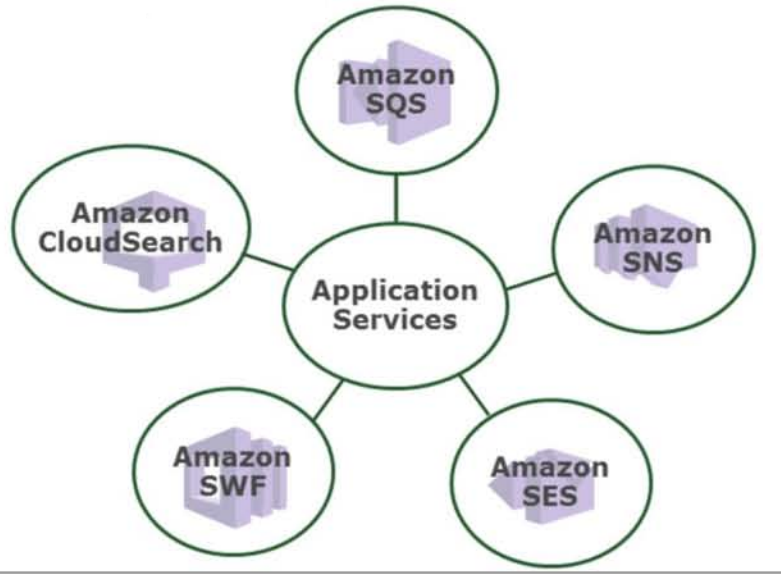 Amazon
SQS
Amazon
CloudSearch
Amazon
SNS
Application
Services
Amazon
SWF
Amazon
SES